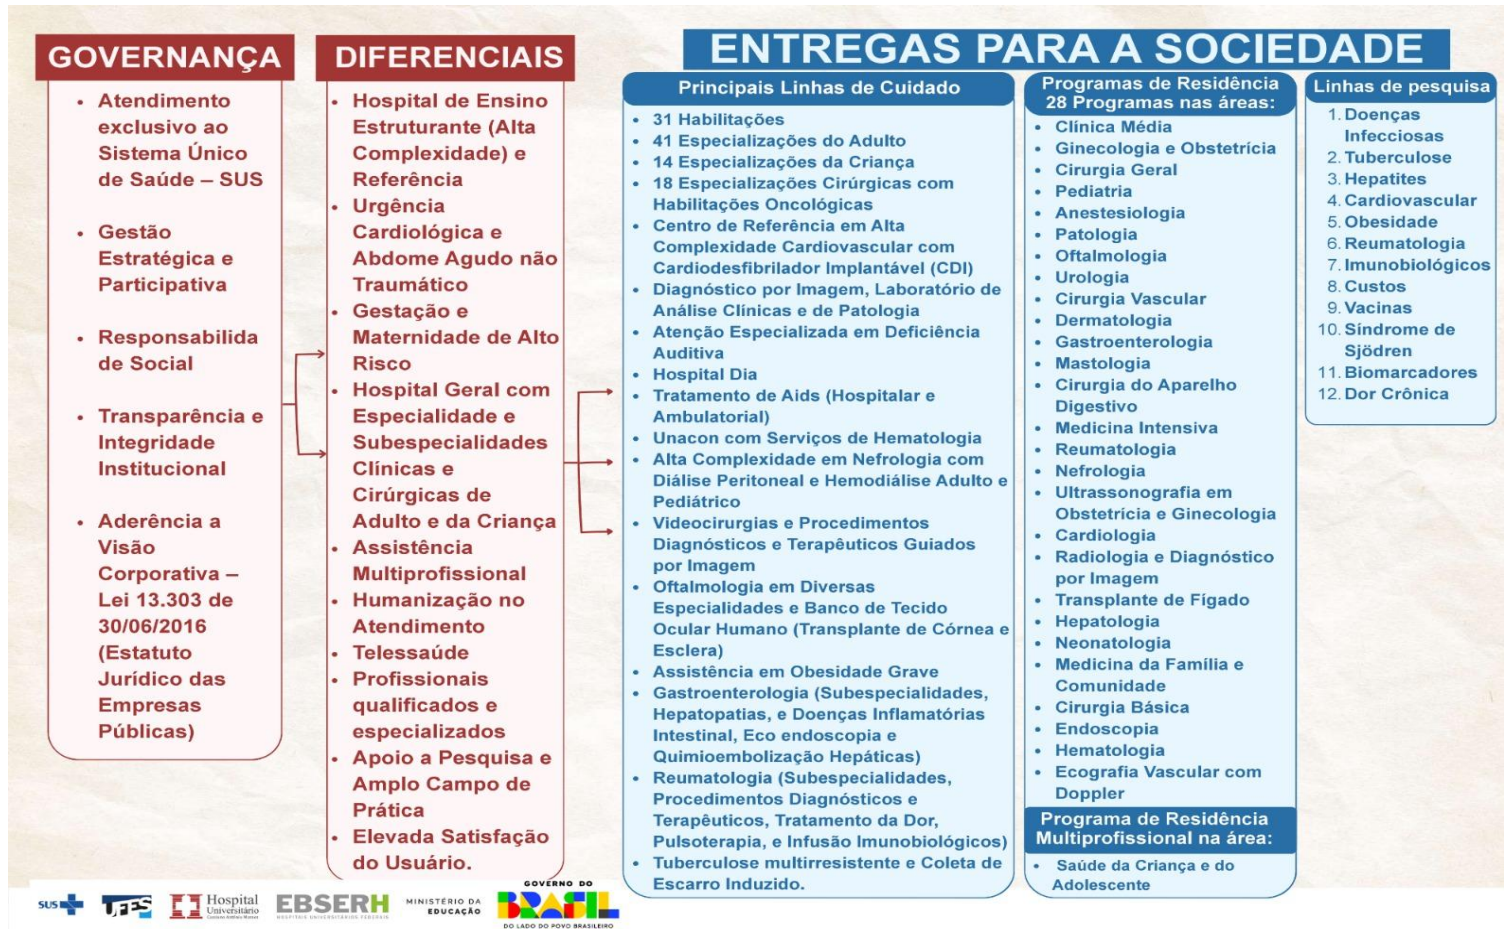 GOVERNANÇA
• Atendimento
exclusivo ao
Sistema Único
de Saúde – SUS
• Gestão
Estratégica e
Participativa
• Responsabilida
de Social
• Transparência e
Integridade
Institucional
• Aderência a
Visão
Corporativa –
Lei 13.303 de
30/06/2016
(Estatuto
Jurídico das
Empresas
Públicas)
DIFERENCIAIS
• Hospital de Ensino
Estruturante (Alta
Complexidade) e
Referência
• Urgência
Cardiológica e
Abdome Agudo não
Traumático
• Gestação e
Maternidade de Alto
Risco
• Hospital Geral com
Especialidade e
Subespecialidades
Clínicas e
Cirúrgicas de
Adulto e da Criança
• Assistência
Multiprofissional
• Humanização no
Atendimento
• Telessaúde
• Profissionais
qualificados e
especializados
• Apoio a Pesquisa e
Amplo Campo de
Prática
• Elevada Satisfação
do Usuário.
ENTREGAS PARA A SOCIEDADE
Principais Linhas de Cuidado
• 31 Habilitações
• 41 Especializações do Adulto
• 14 Especializações da Criança
• 18 Especializações Cirúrgicas com
Habilitações Oncológicas
• Centro de Referência em Alta
Complexidade Cardiovascular com
Cardiodesfibrilador Implantável (CDI)
• Diagnóstico por Imagem, Laboratório de
Análise Clínicas e de Patologia
• Atenção Especializada em Deficiência
Auditiva
• Hospital Dia
• Tratamento de Aids (Hospitalar e
Ambulatorial)
• Unacon com Serviços de Hematologia
• Alta Complexidade em Nefrologia com
Diálise Peritoneal e Hemodiálise Adulto e
Pediátrico
• Videocirurgias e Procedimentos
Diagnósticos e Terapêuticos Guiados
por Imagem
• Oftalmologia em Diversas
Especialidades e Banco de Tecido
Ocular Humano (Transplante de Córnea e
Esclera)
• Assistência em Obesidade Grave
• Gastroenterologia (Subespecialidades,
Hepatopatias, e Doenças Inflamatórias
Intestinal, Eco endoscopia e
Quimioembolização Hepáticas)
• Reumatologia (Subespecialidades,
Procedimentos Diagnósticos e
Terapêuticos, Tratamento da Dor,
Pulsoterapia, e Infusão Imunobiológicos)
• Tuberculose multirresistente e Coleta de
Escarro Induzido.
Programas de Residência
28 Programas nas áreas:
• Clínica Média
• Ginecologia e Obstetrícia
• Cirurgia Geral
• Pediatria
• Anestesiologia
• Patologia
• Oftalmologia
• Urologia
• Cirurgia Vascular
• Dermatologia
• Gastroenterologia
• Mastologia
• Cirurgia do Aparelho
Digestivo
• Medicina Intensiva
• Reumatologia
• Nefrologia
• Ultrassonografia em
Obstetrícia e Ginecologia
• Cardiologia
• Radiologia e Diagnóstico
por Imagem
• Transplante de Fígado
• Hepatologia
• Neonatologia
• Medicina da Família e
Comunidade
• Cirurgia Básica
• Endoscopia
• Hematologia
• Ecografia Vascular com
Doppler
Programa de Residência
Multiprofissional na área:
• Saúde da Criança e do
Adolescente
Linhas de pesquisa
1. Doenças
Infecciosas
2. Tuberculose
3. Hepatites
4. Cardiovascular
5. Obesidade
6. Reumatologia
7. Imunobiológicos
8. Custos
9. Vacinas
10. Síndrome de
Sjödren
11. Biomarcadores
12. Dor Crônica
SUS
UFES
Hospital
Universitário
Cassiano Antônio Moraes
EBSERH
HOSPITAIS UNIVERSITÁRIOS FEDERAIS
MINISTÉRIO DA
EDUCAÇÃO
GOVERNO DO
BRASIL
DO LADO DO POVO BRASILEIRO